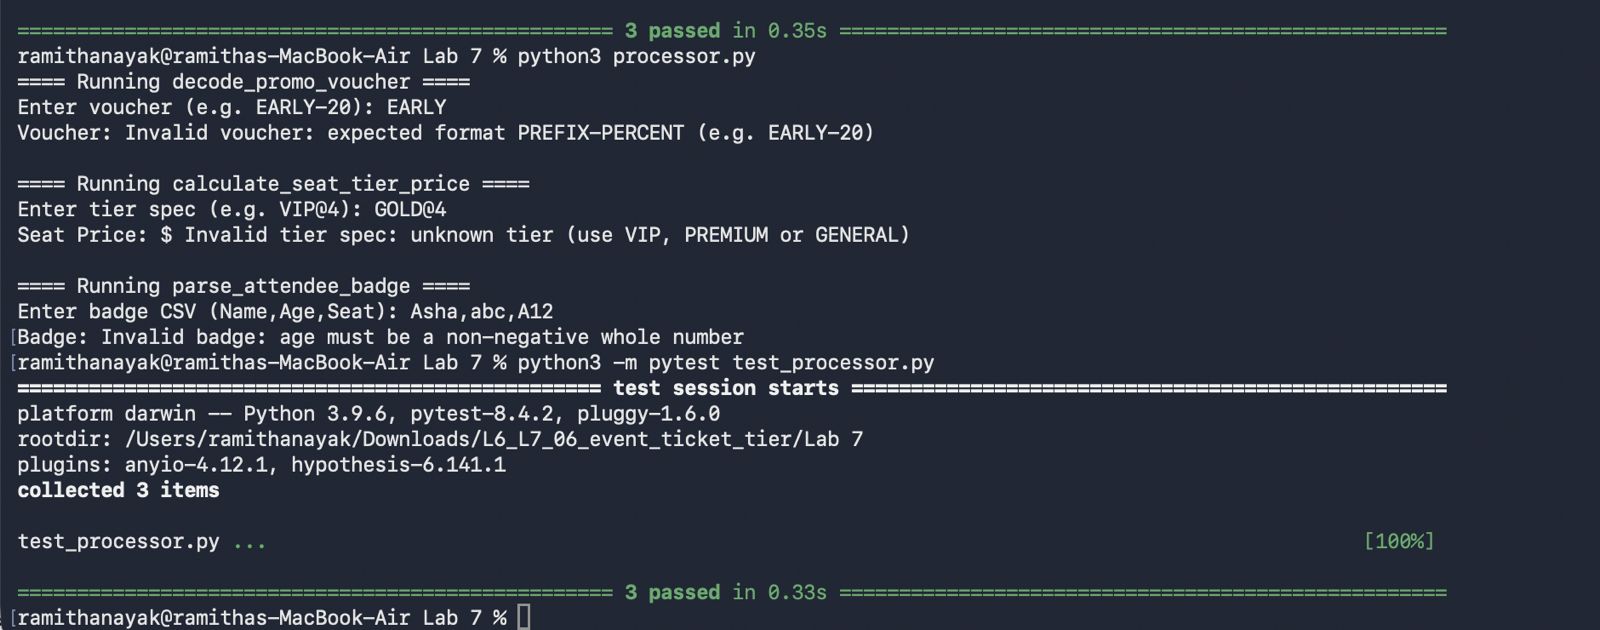 ================================================== 3 passed in 0.35s ===================================================
ramithanayak@ramithas-MacBook-Air Lab 7 % python3 processor.py
==== Running decode_promo_voucher ====
Enter voucher (e.g. EARLY-20): EARLY
Voucher: Invalid voucher: expected format PREFIX-PERCENT (e.g. EARLY-20)
==== Running calculate_seat_tier_price ====
Enter tier spec (e.g. VIP@4): GOLD@4
Seat Price: $ Invalid tier spec: unknown tier (use VIP, PREMIUM or GENERAL)
==== Running parse_attendee_badge ====
Enter badge CSV (Name,Age,Seat): Asha,abc,A12
[Badge: Invalid badge: age must be a non-negative whole number
[ramithanayak@ramithas-MacBook-Air Lab 7 % python3 -m pytest test_processor.py
================================================= test session starts ==================================================
platform darwin -- Python 3.9.6, pytest-8.4.2, pluggy-1.6.0
rootdir: /Users/ramithanayak/Downloads/L6_L7_06_event_ticket_tier/Lab 7
plugins: anyio-4.12.1, hypothesis-6.141.1
collected 3 items
test_processor.py ... [100%]
================================================== 3 passed in 0.33s ===================================================
[ramithanayak@ramithas-MacBook-Air Lab 7 %